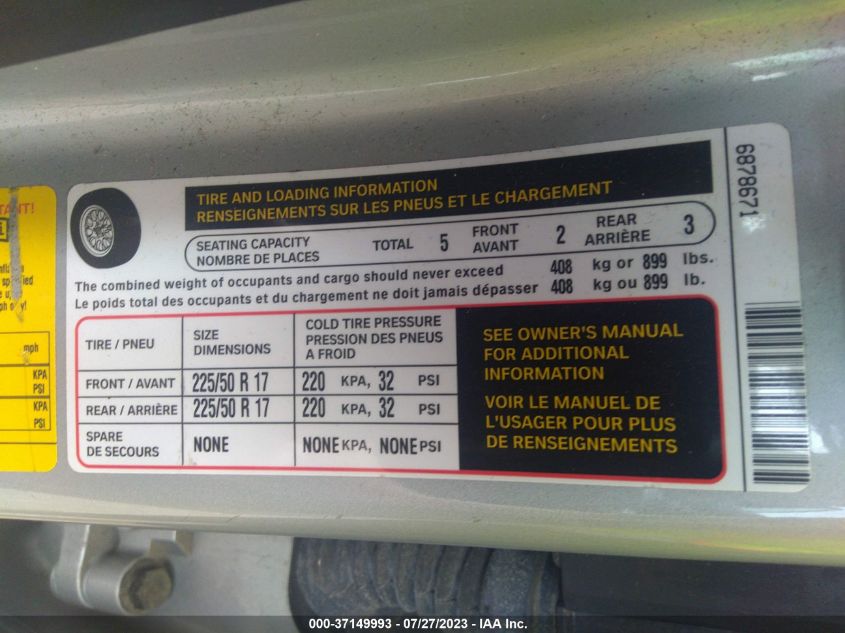 TIRE AND LOADING INFORMATION
RENSEIGNEMENTS SUR LES PNEUS ET LE CHARGEMENT
SEATING CAPACITY
NOMBRE DE PLACES
TOTAL 5
FRONT
AVANT 2
REAR
ARRIÈRE 3
The combined weight of occupants and cargo should never exceed 408 kg or 899 lbs.
Le poids total des occupants et du chargement ne doit jamais dépasser 408 kg ou 899 lb.
TIRE / PNEU
SIZE
DIMENSIONS
COLD TIRE PRESSURE
PRESSION DES PNEUS
A FROID
FRONT / AVANT 225/50 R 17 220 KPA, 32 PSI
REAR / ARRIÈRE 225/50 R 17 220 KPA, 32 PSI
SPARE
DE SECOURS NONE NONE KPA, NONE PSI
SEE OWNER'S MANUAL
FOR ADDITIONAL
INFORMATION
VOIR LE MANUEL DE
L'USAGER POUR PLUS
DE RENSEIGNEMENTS
6878671
mph
KPA
PSI
KPA
PSI
000-37149993 - 07/27/2023 - IAA Inc.